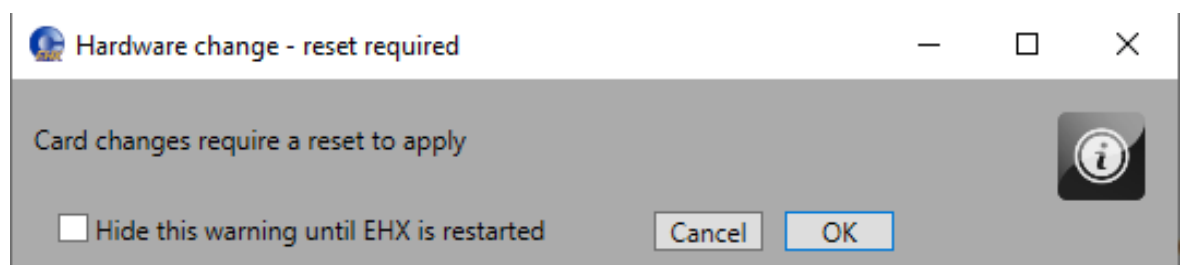 EHX
Hardware change - reset required
Card changes require a reset to apply
Hide this warning until EHX is restarted
Cancel
OK